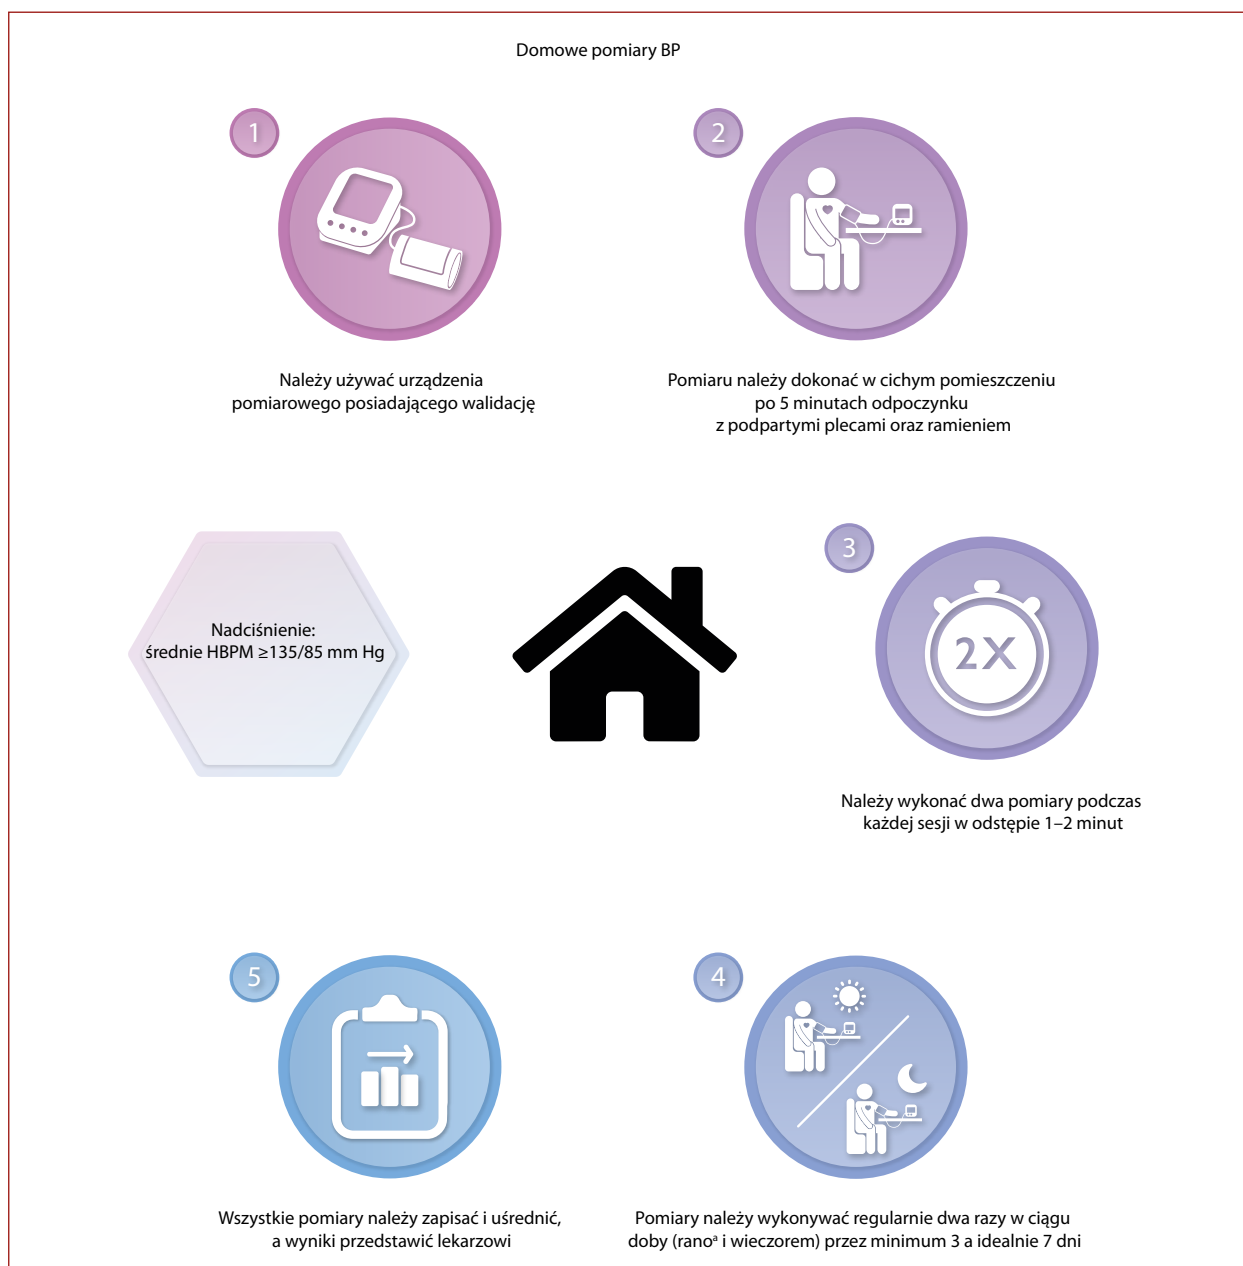 Domowe pomiary BP
1
Należy używać urządzenia
pomiarowego posiadającego walidację
2
Pomiaru należy dokonać w cichym pomieszczeniu
po 5 minutach odpoczynku
z podpartymi plecami oraz ramieniem
3
2X
Należy wykonać dwa pomiary podczas
każdej sesji w odstępie 1–2 minut
4
Pomiary należy wykonywać regularnie dwa razy w ciągu
doby (ranoᵃ i wieczorem) przez minimum 3 a idealnie 7 dni
5
Wszystkie pomiary należy zapisać i uśrednić,
a wyniki przedstawić lekarzowi
Nadciśnienie:
średnie HBPM ≥135/85 mm Hg